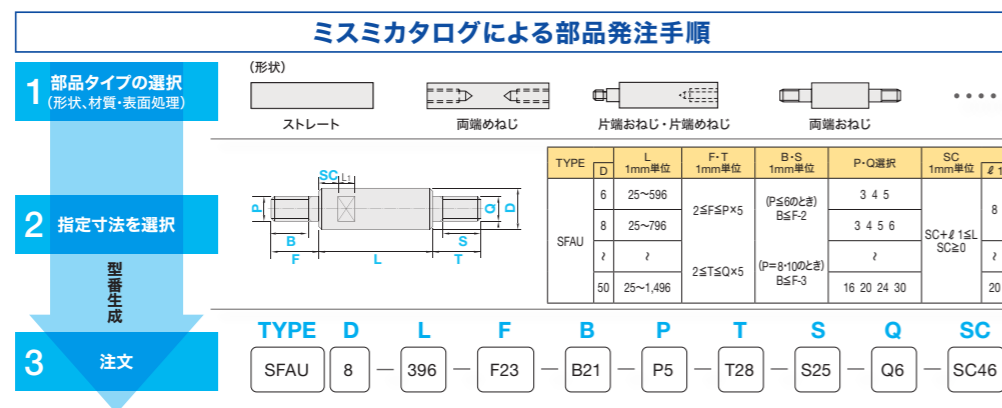 ミスミカタログによる部品発注手順
1 部品タイプの選択
(形状、材質・表面処理)
(形状)
ストレート
両端めねじ
片端おねじ・片端めねじ
両端おねじ
••••
2 指定寸法を選択
SC L1
P
Q
D
B
S
F
L
T
TYPE D L 1mm単位 F・T 1mm単位 B・S 1mm単位 P・Q選択 SC 1mm単位 ℓ1
SFAU
6 25~596 3 4 5
8 25~796 3 4 5 6
≀ ≀ ≀ ≀
50 25~1,496 16 20 24 30
2≦F≦P×5
2≦T≦Q×5
(P≦6のとき)
B≦F-2
(P=8・10のとき)
B≦F-3
SC+ℓ1≦L
SC≧0
8
20
型番生成
3 注文
TYPE D L F B P T S Q SC
SFAU 8 — 396 — F23 — B21 — P5 — T28 — S25 — Q6 — SC46